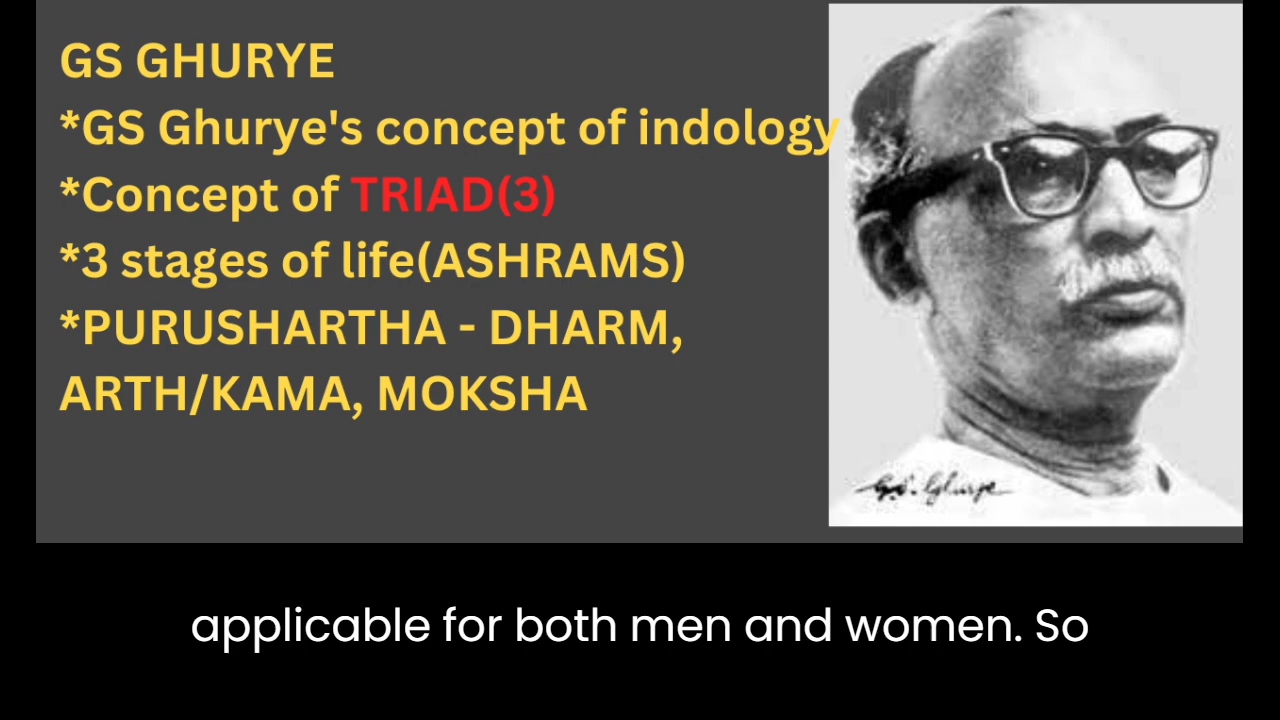 GS GHURYE
*GS Ghurye's concept of indology
*Concept of TRIAD(3)
*3 stages of life(ASHRAMS)
*PURUSHARTHA - DHARM,
ARTH/KAMA, MOKSHA
G.S. Ghurye
applicable for both men and women. So